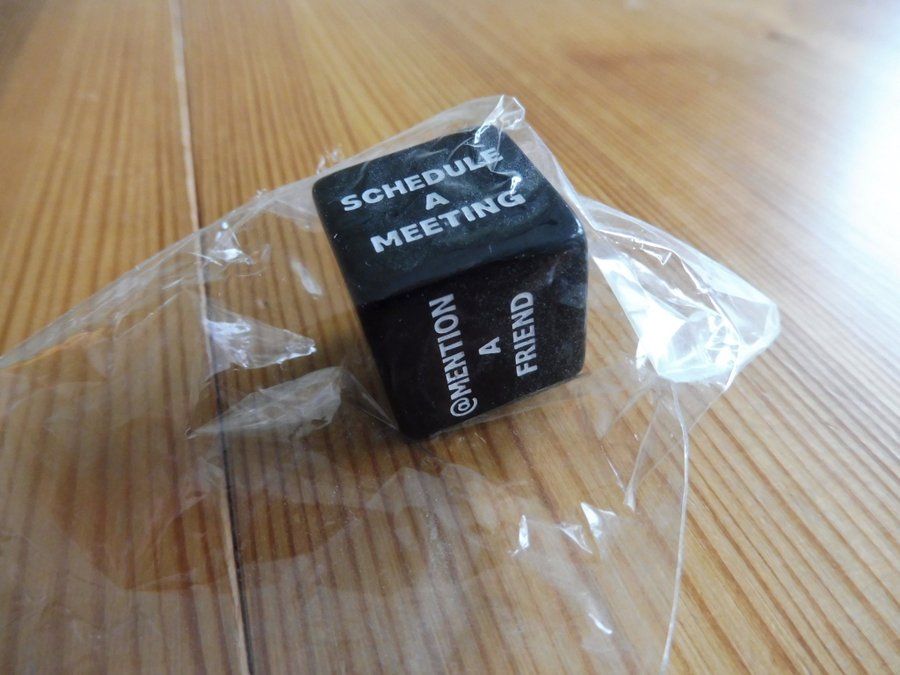 SCHEDULE
A
MEETING
@MENTION
A
FRIEND